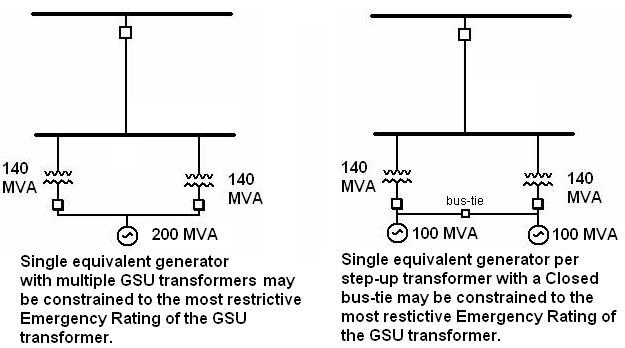 140
MVA
140
MVA
200 MVA
Single equivalent generator
with multiple GSU transformers may
be constrained to the most restrictive
Emergency Rating of the GSU
transformer.
140
MVA
bus-tie
140
MVA
100 MVA
100 MVA
Single equivalent generator per
step-up transformer with a Closed
bus-tie may be constrained to the
most restictive Emergency Rating of
the GSU transformer.